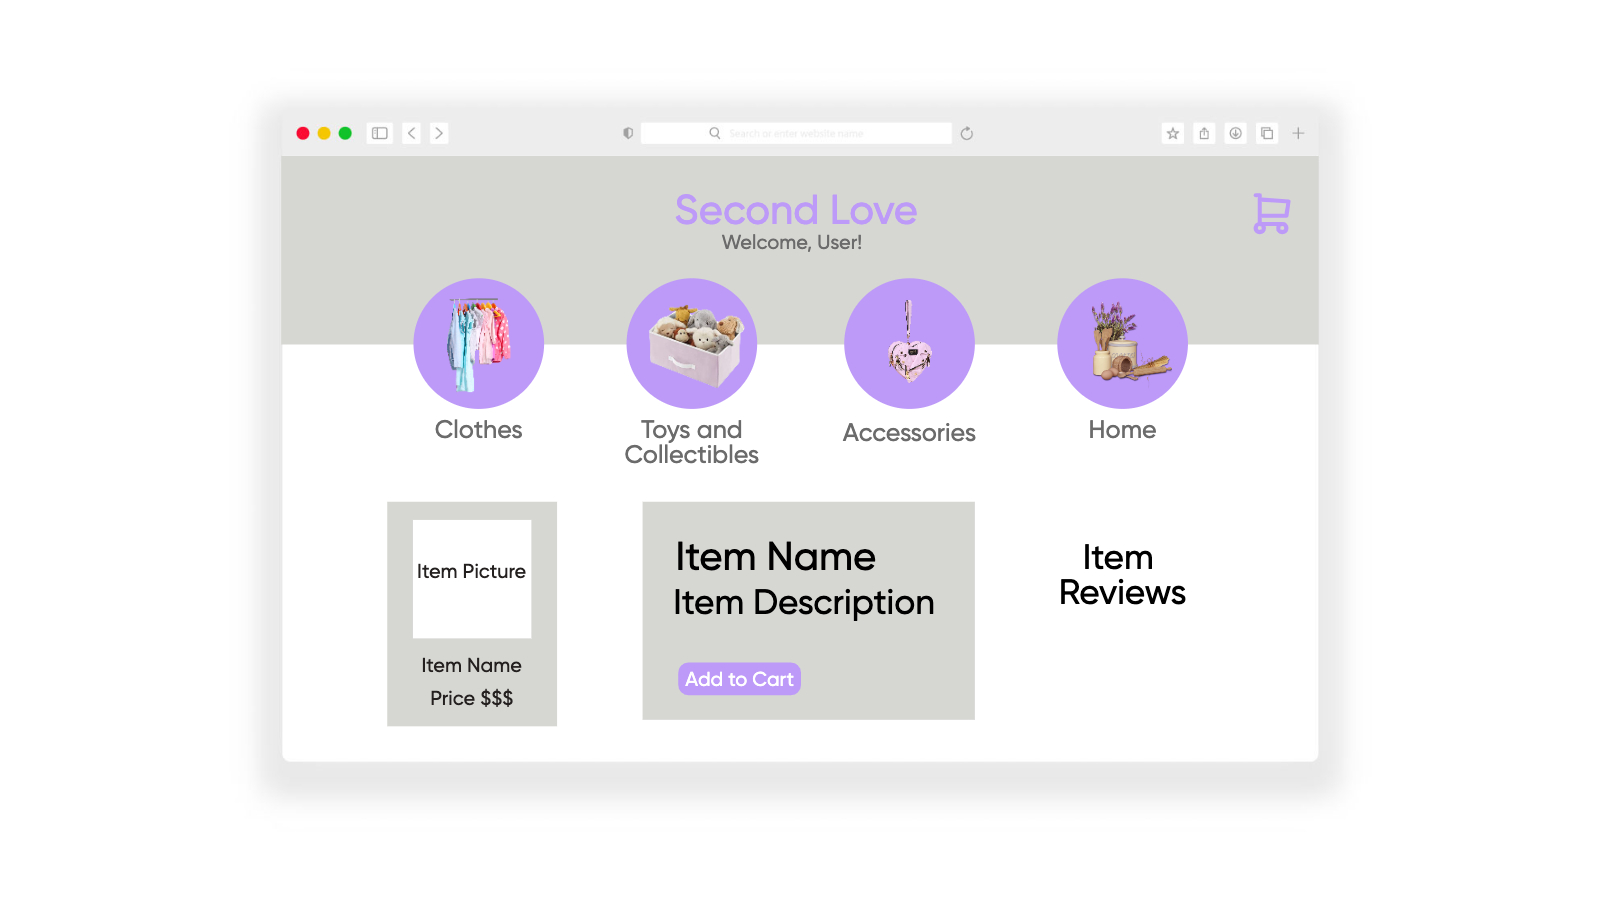 Search or enter website name
Second Love
Welcome, User!
Clothes
Toys and
Collectibles
Accessories
Home
Item Picture
Item Name
Price $$$
Item Name
Item Description
Add to Cart
Item
Reviews